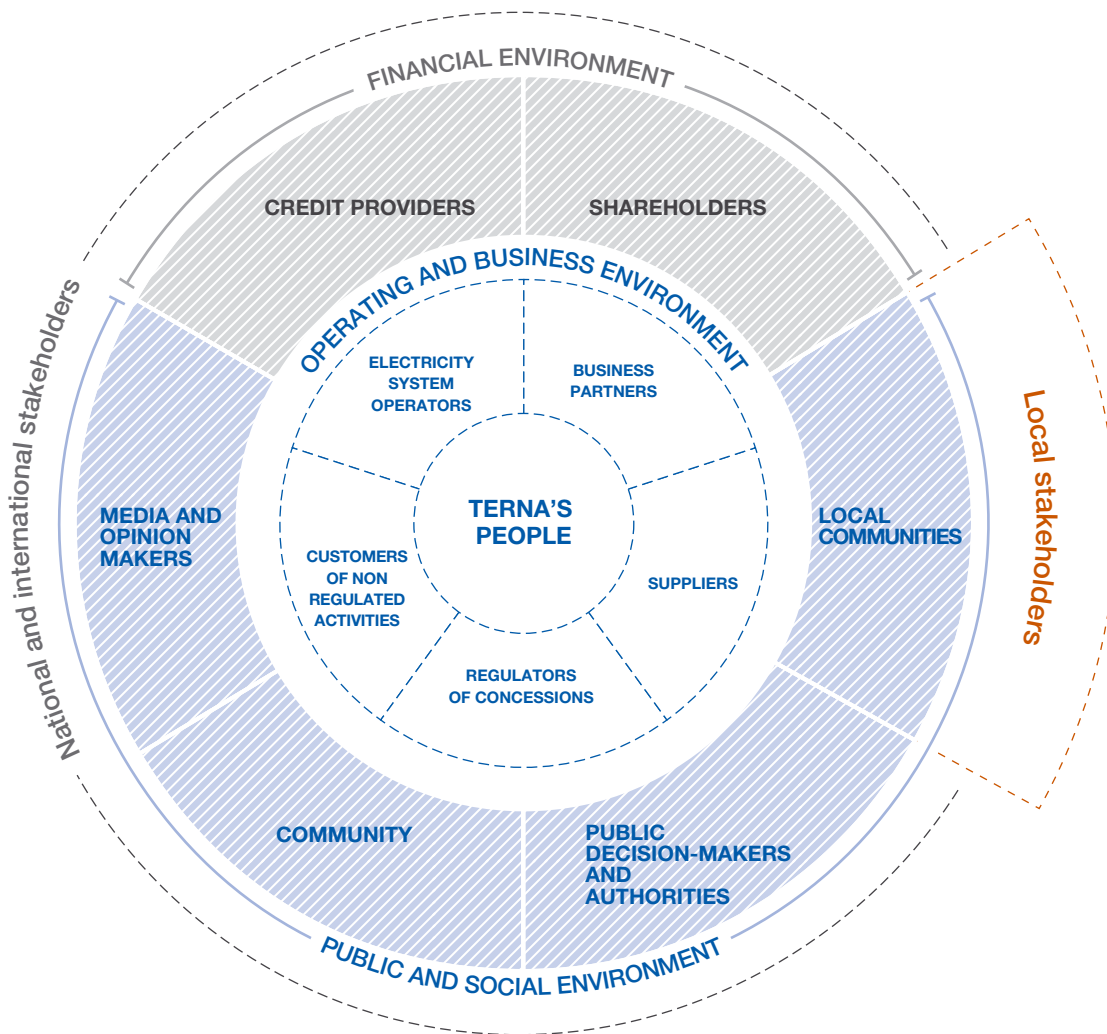 FINANCIAL ENVIRONMENT
CREDIT PROVIDERS
SHAREHOLDERS
OPERATING AND BUSINESS ENVIRONMENT
ELECTRICITY
SYSTEM
OPERATORS
BUSINESS
PARTNERS
National and international stakeholders
Local stakeholders
MEDIA AND
OPINION
MAKERS
TERNA'S
PEOPLE
LOCAL
COMMUNITIES
CUSTOMERS
OF NON
REGULATED
ACTIVITIES
SUPPLIERS
REGULATORS
OF CONCESSIONS
COMMUNITY
PUBLIC
DECISION-MAKERS
AND
AUTHORITIES
PUBLIC AND SOCIAL ENVIRONMENT